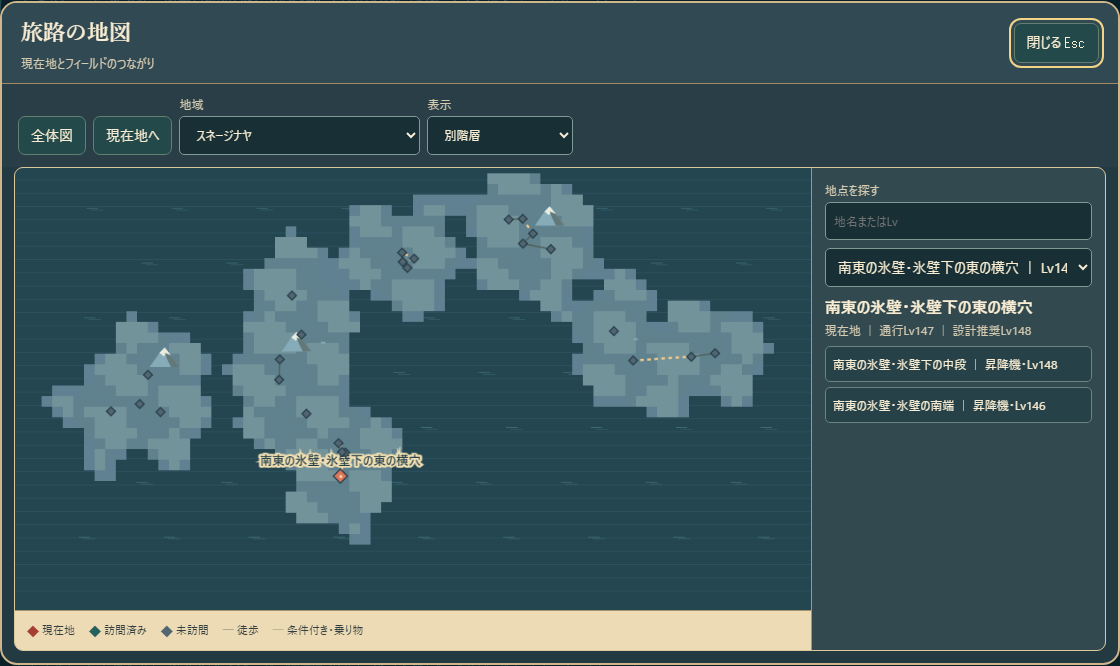 旅路の地図
現在地とフィールドのつながり
閉じる Esc
地域
表示
全体図
現在地へ
スネージナヤ
別階層
地点を探す
地名またはLv
南東の氷壁・氷壁下の東の横穴 | Lv14
南東の氷壁・氷壁下の東の横穴
現在地 | 通行Lv147 | 設計推奨Lv148
南東の氷壁・氷壁下の中段 | 昇降機・Lv148
南東の氷壁・氷壁の南端 | 昇降機・Lv146
南東の氷壁・氷壁下の東の横穴
現在地
訪問済み
未訪問
徒歩
条件付き・乗り物